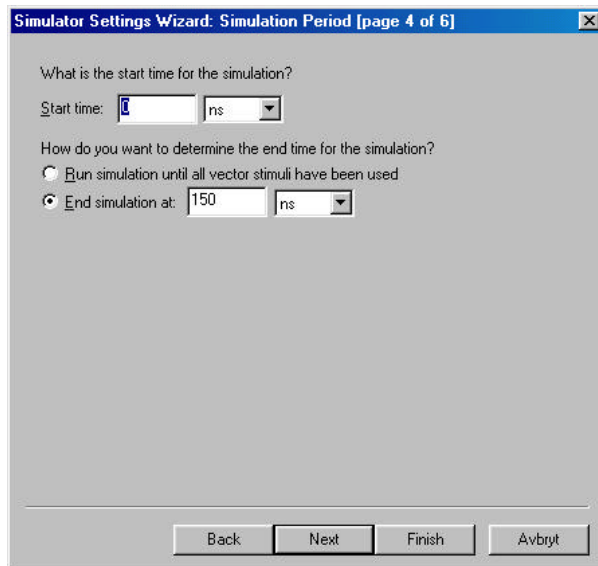 Simulator Settings Wizard: Simulation Period [page 4 of 6]
What is the start time for the simulation?
Start time: 0 ns
How do you want to determine the end time for the simulation?
Run simulation until all vector stimuli have been used
End simulation at: 150 ns
Back Next Finish Avbryt